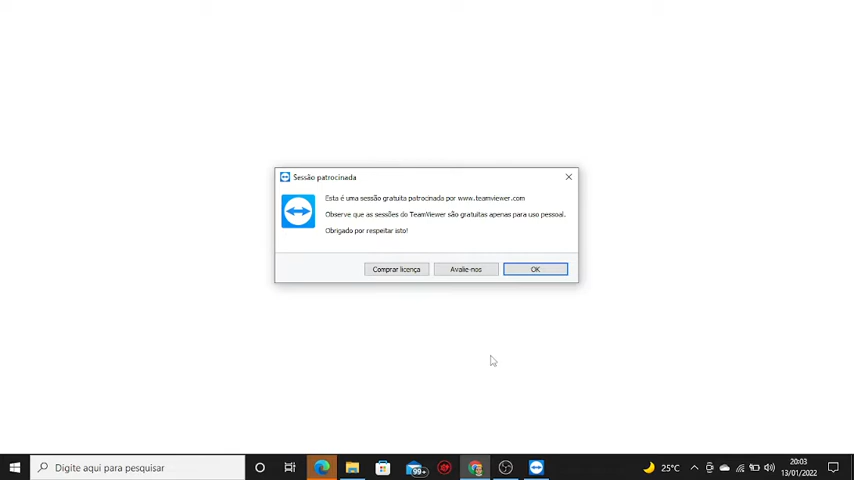 Sessão patrocinada
Esta é uma sessão gratuita patrocinada por www.teamviewer.com
Observe que as sessões do TeamViewer são gratuitas apenas para uso pessoal.
Obrigado por respeitar isto!
Comprar licença
Avalie-nos
OK
Digite aqui para pesquisar
99+
25°C
20:03
13/01/2022